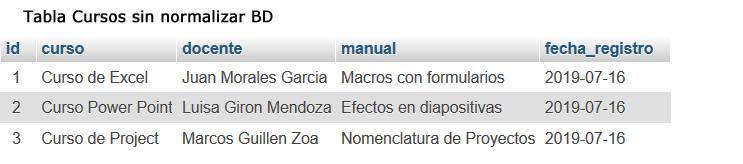 Tabla Cursos sin normalizar BD
id curso docente manual fecha_registro
1 Curso de Excel Juan Morales Garcia Macros con formularios 2019-07-16
2 Curso Power Point Luisa Giron Mendoza Efectos en diapositivas 2019-07-16
3 Curso de Project Marcos Guillen Zoa Nomenclatura de Proyectos 2019-07-16